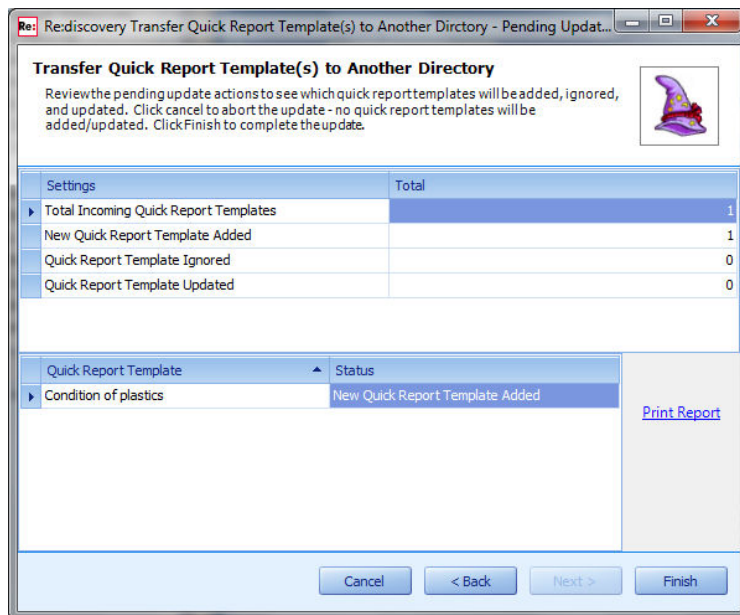 Re: Re:discovery Transfer Quick Report Template(s) to Another Dirctory - Pending Updat...
Transfer Quick Report Template(s) to Another Directory
Review the pending update actions to see which quick report templates will be added, ignored,
and updated. Click cancel to abort the update - no quick report templates will be
added/updated. Click Finish to complete the update.
Settings Total
Total Incoming Quick Report Templates 1
New Quick Report Template Added 1
Quick Report Template Ignored 0
Quick Report Template Updated 0
Quick Report Template Status
Condition of plastics New Quick Report Template Added
Print Report
Cancel < Back Next > Finish